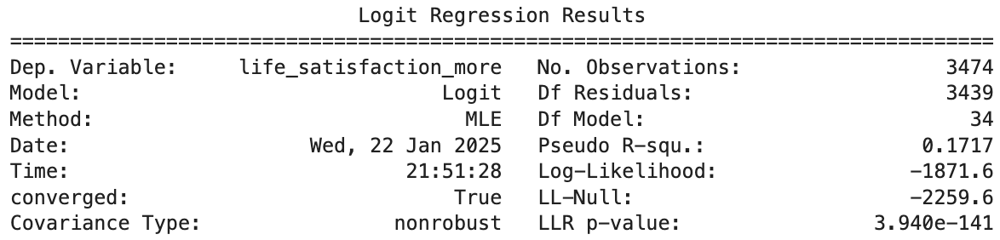 Logit Regression Results
==============================================================================
Dep. Variable: life_satisfaction_more No. Observations: 3474
Model: Logit Df Residuals: 3439
Method: MLE Df Model: 34
Date: Wed, 22 Jan 2025 Pseudo R-squ.: 0.1717
Time: 21:51:28 Log-Likelihood: -1871.6
converged: True LL-Null: -2259.6
Covariance Type: nonrobust LLR p-value: 3.940e-141